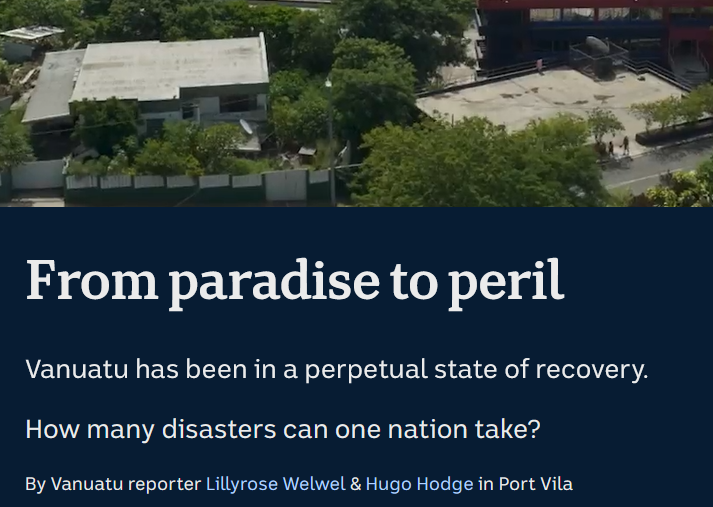 From paradise to peril
Vanuatu has been in a perpetual state of recovery.
How many disasters can one nation take?
By Vanuatu reporter Lillyrose Welwel & Hugo Hodge in Port Vila